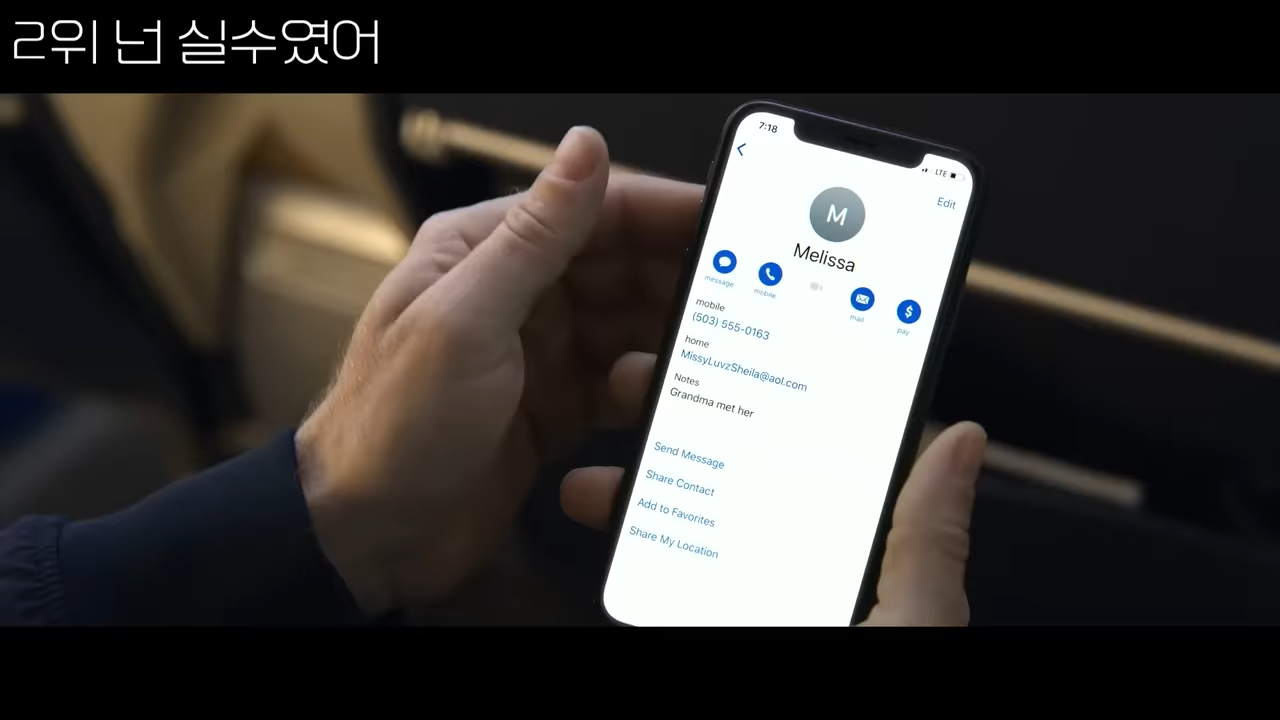 2위 넌 실수였어
7:18
LTE
Edit
M
Melissa
message
mobile
mail
pay
mobile
(503) 555-0163
home
MissyLuvzSheila@aol.com
Notes
Grandma met her
Send Message
Share Contact
Add to Favorites
Share My Location